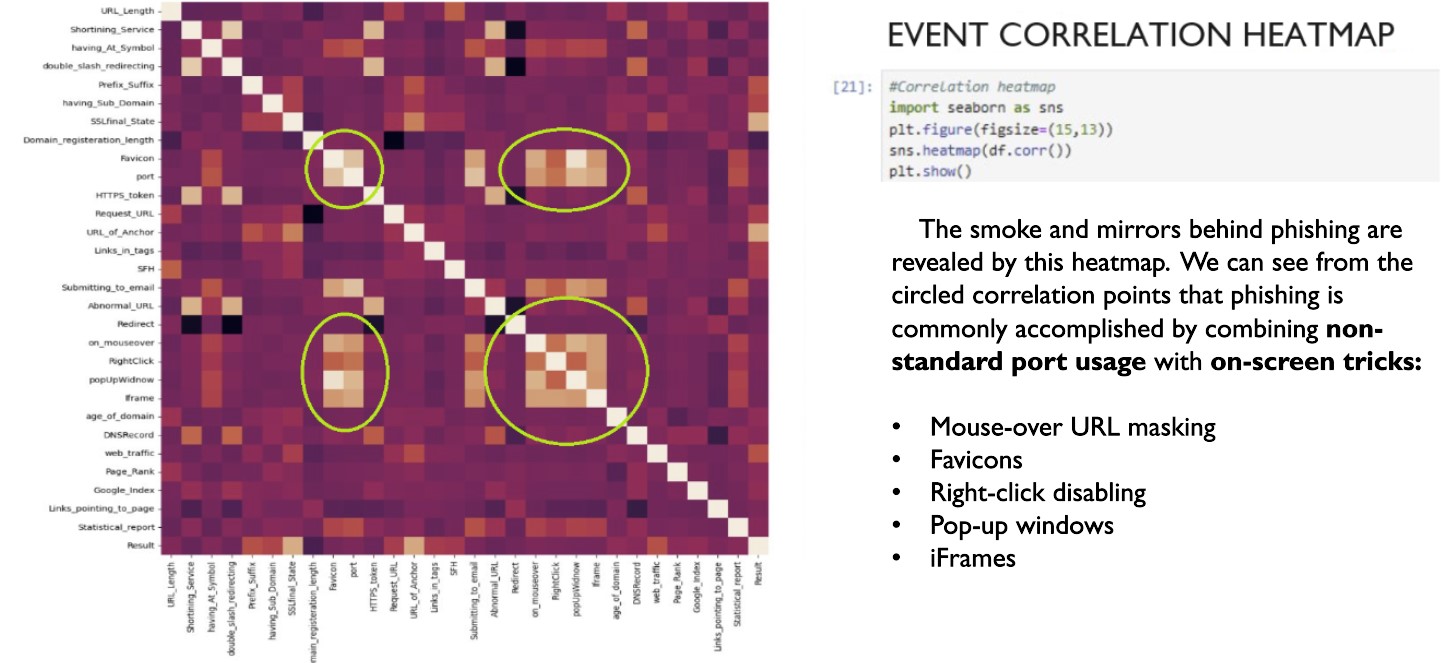 URL_Length
Shortining_Service
having_At_Symbol
double_slash_redirecting
Prefix_Suffix
having_Sub_Domain
SSLfinal_State
Domain_registeration_length
Favicon
port
HTTPS_token
Request_URL
URL_of_Anchor
Links_in_tags
SFH
Submitting_to_email
Abnormal_URL
Redirect
on_mouseover
RightClick
popUpWidnow
Iframe
age_of_domain
DNSRecord
web_traffic
Page_Rank
Google_Index
Links_pointing_to_page
Statistical_report
Result
URL_Length
Shortining_Service
having_At_Symbol
double_slash_redirecting
Prefix_Suffix
having_Sub_Domain
SSLfinal_State
main_registeration_length
Favicon
port
HTTPS_token
Request_URL
URL_of_Anchor
Links_in_tags
SFH
Submitting_to_email
Abnormal_URL
Redirect
on_mouseover
RightClick
popUpWidnow
Iframe
age_of_domain
DNSRecord
web_traffic
Page_Rank
Google_Index
Links_pointing_to_page
Statistical_report
Result
EVENT CORRELATION HEATMAP
[21]: #Correlation heatmap
import seaborn as sns
plt.figure(figsize=(15,13))
sns.heatmap(df.corr())
plt.show()
The smoke and mirrors behind phishing are
revealed by this heatmap. We can see from the
circled correlation points that phishing is
commonly accomplished by combining non-
standard port usage with on-screen tricks:
• Mouse-over URL masking
• Favicons
• Right-click disabling
• Pop-up windows
• iFrames